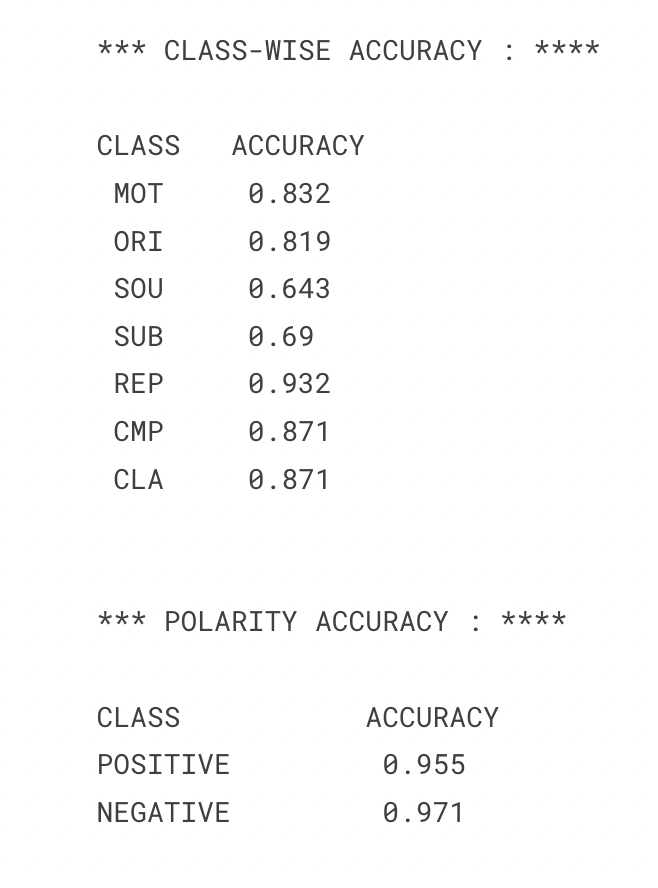 *** CLASS-WISE ACCURACY : ****
CLASS   ACCURACY
 MOT     0.832
 ORI     0.819
 SOU     0.643
 SUB     0.69
 REP     0.932
 CMP     0.871
 CLA     0.871
*** POLARITY ACCURACY : ****
CLASS           ACCURACY
POSITIVE         0.955
NEGATIVE         0.971